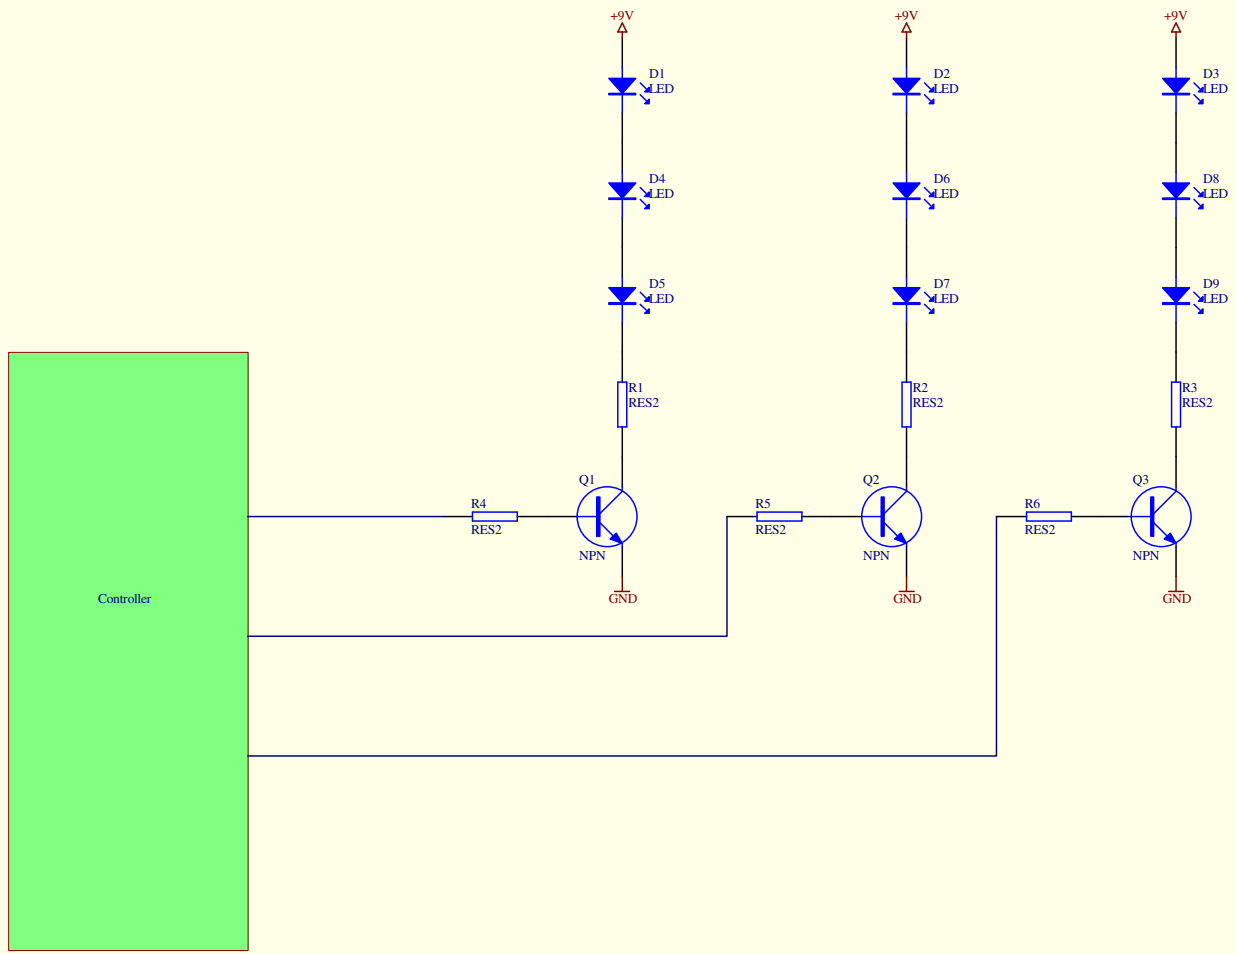 +9V
+9V
+9V
D1
LED
D2
LED
D3
LED
D4
LED
D6
LED
D8
LED
D5
LED
D7
LED
D9
LED
R1
RES2
R2
RES2
R3
RES2
Q1
Q2
Q3
R4
RES2
R5
RES2
R6
RES2
NPN
NPN
NPN
Controller
GND
GND
GND